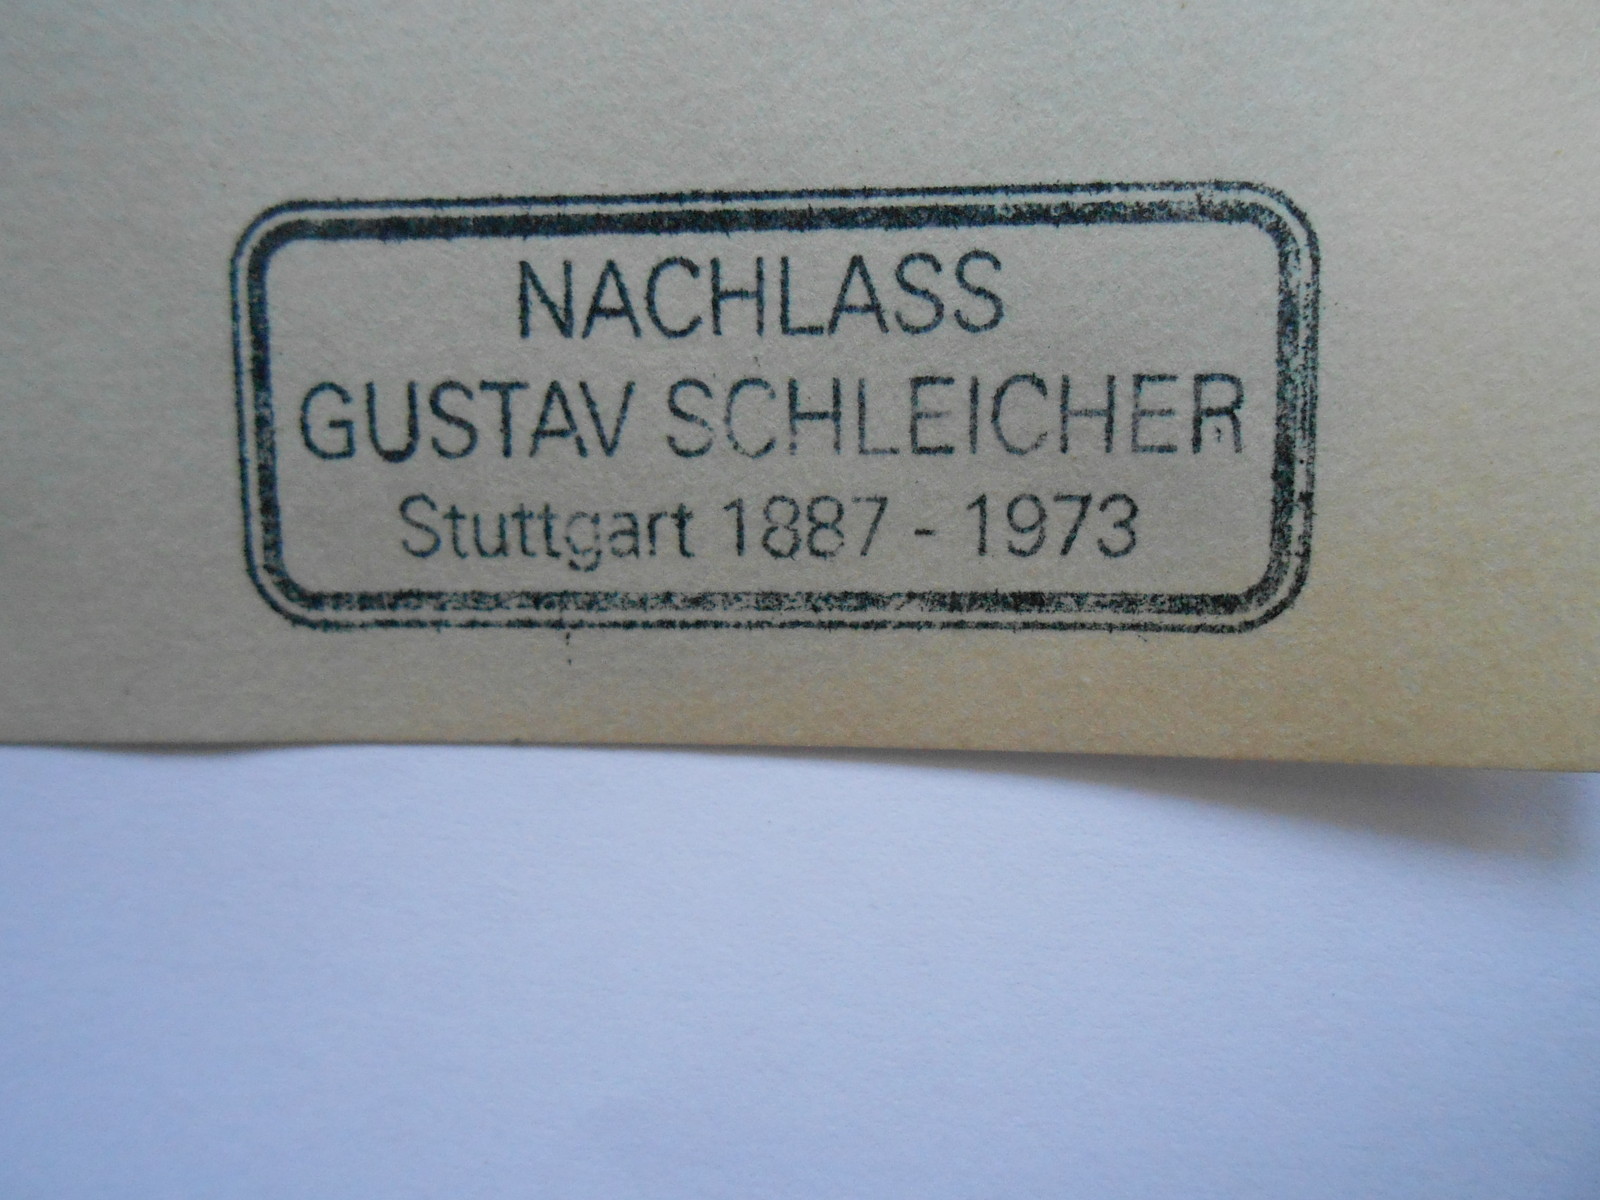 NACHLASS
GUSTAV SCHLEICHER
Stuttgart 1887 - 1973